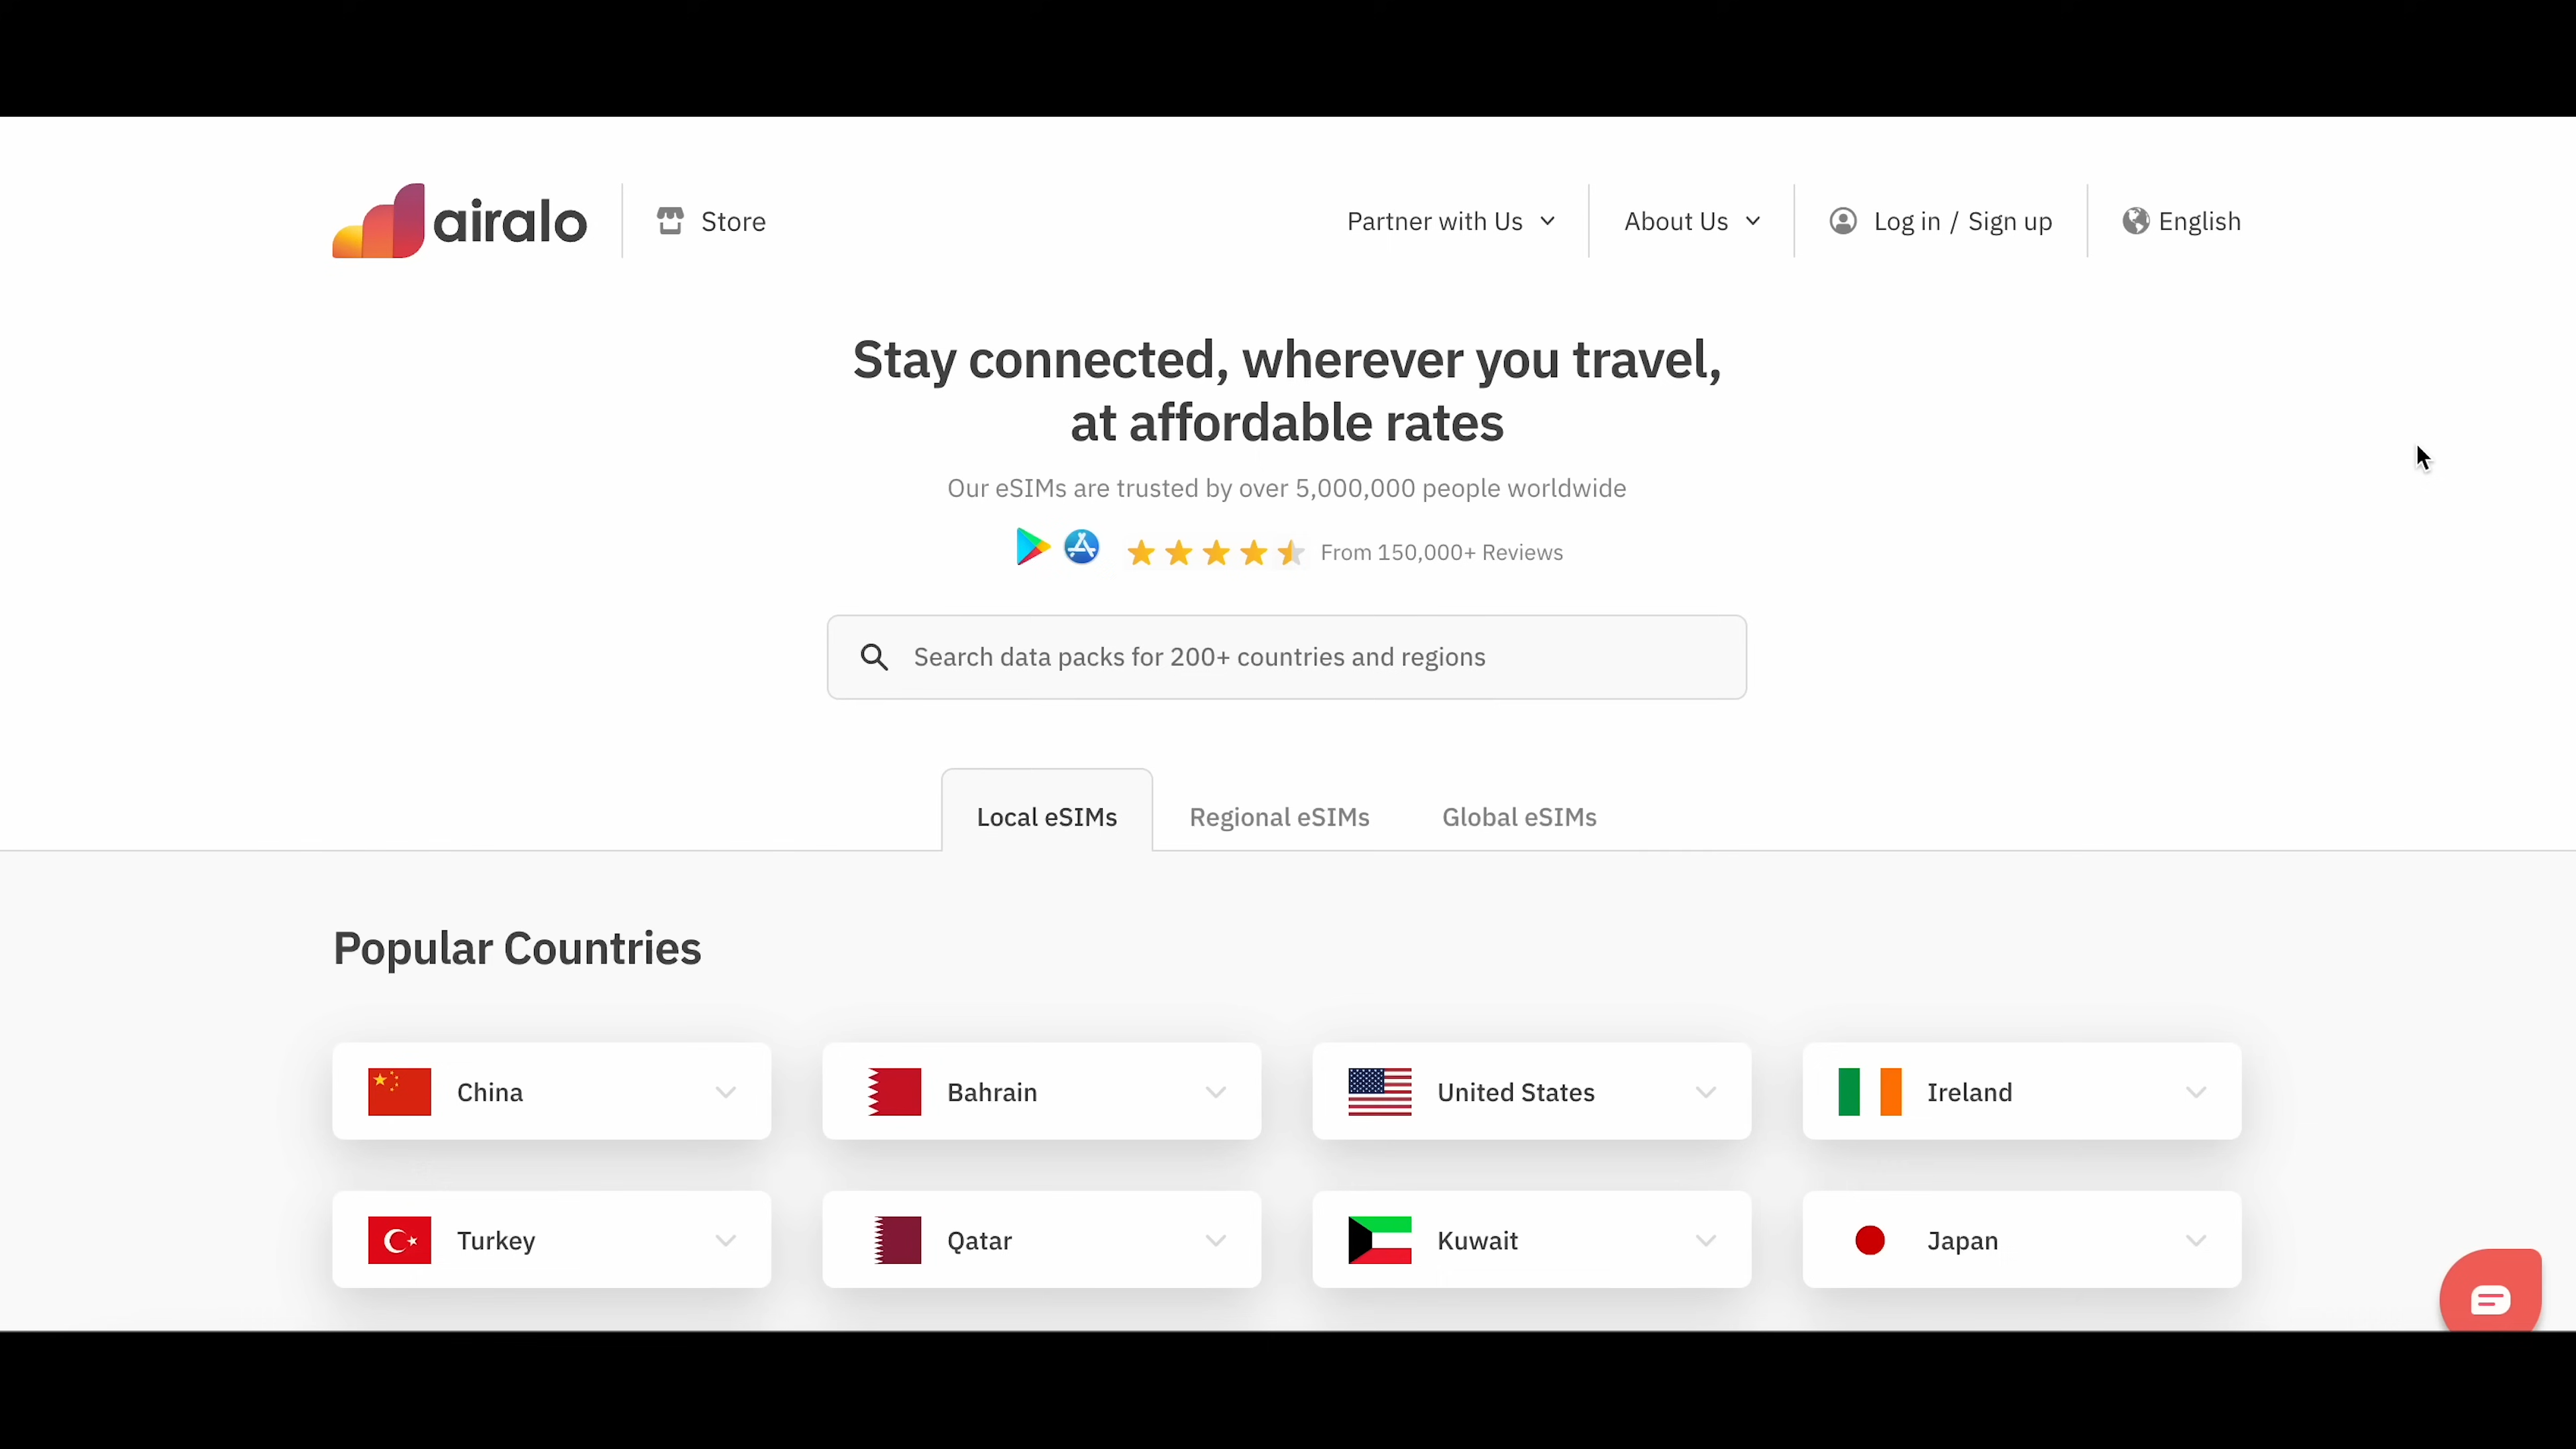 airalo
Store
Partner with Us
About Us
Log in / Sign up
English
Stay connected, wherever you travel,
at affordable rates
Our eSIMs are trusted by over 5,000,000 people worldwide
From 150,000+ Reviews
Search data packs for 200+ countries and regions
Local eSIMs
Regional eSIMs
Global eSIMs
Popular Countries
China
Bahrain
United States
Ireland
Turkey
Qatar
Kuwait
Japan